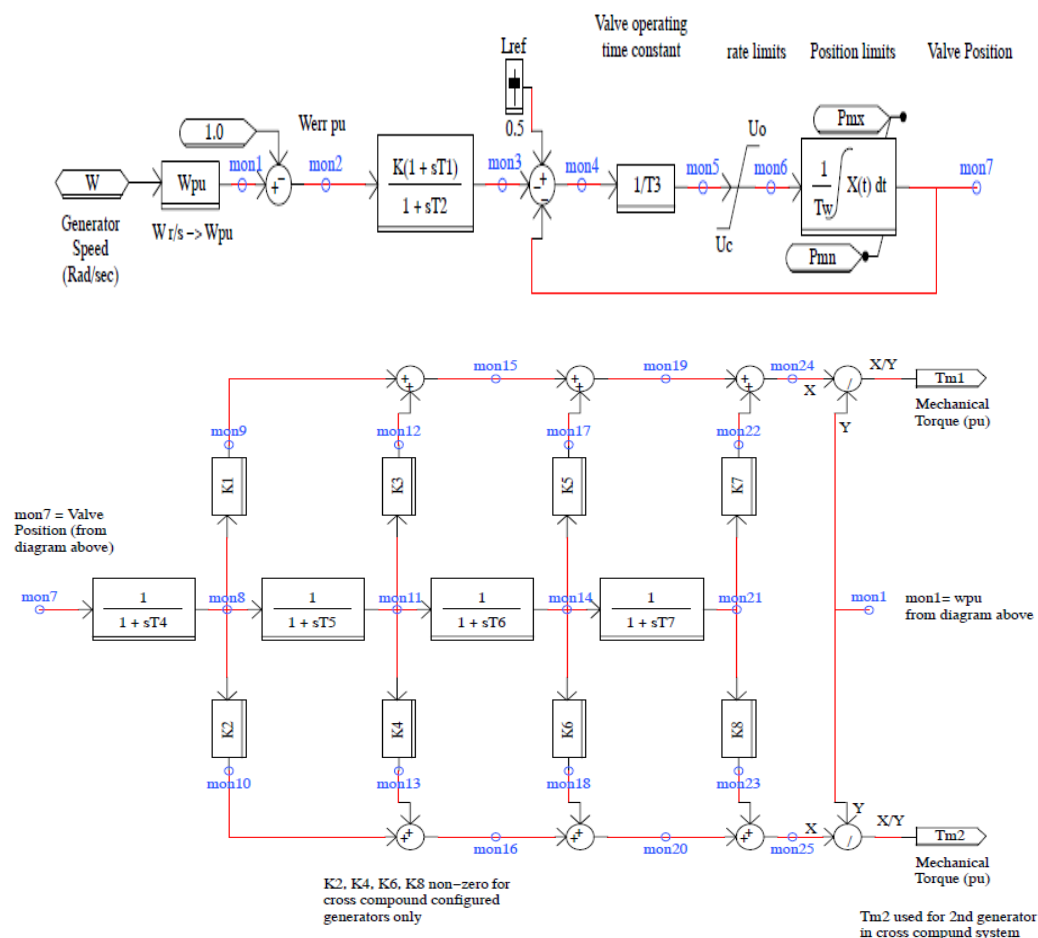 Valve operating
time constant
rate limits
Position limits
Valve Position
Lref
0.5
1.0
Werr pu
Pmx
Uo
W
mon1
Wpu
mon2
K(1 + sT1)
1 + sT2
mon3
mon4
1/T3
mon5
mon6
1
Tw
X(t) dt
mon7
+
-
-
+
-
Generator
Speed
(Rad/sec)
W r/s −> Wpu
Uc
Pmn
mon15
mon19
mon24
X/Y
Tm1
+
+
+
+
+
+
X
/
Mechanical
Torque (pu)
Y
mon9
mon12
mon17
mon22
K1
K3
K5
K7
mon7 = Valve
Position (from
diagram above)
mon7
1
1 + sT4
mon8
1
1 + sT5
mon11
1
1 + sT6
mon14
1
1 + sT7
mon21
mon1
mon1= wpu
from diagram above
K2
K4
K6
K8
mon10
mon13
mon18
mon23
Y
X
X/Y
Tm2
+
+
+
+
+
+
/
mon16
mon20
mon25
Mechanical
Torque (pu)
K2, K4, K6, K8 non−zero for
cross compound configured
generators only
Tm2 used for 2nd generator
in cross compund system